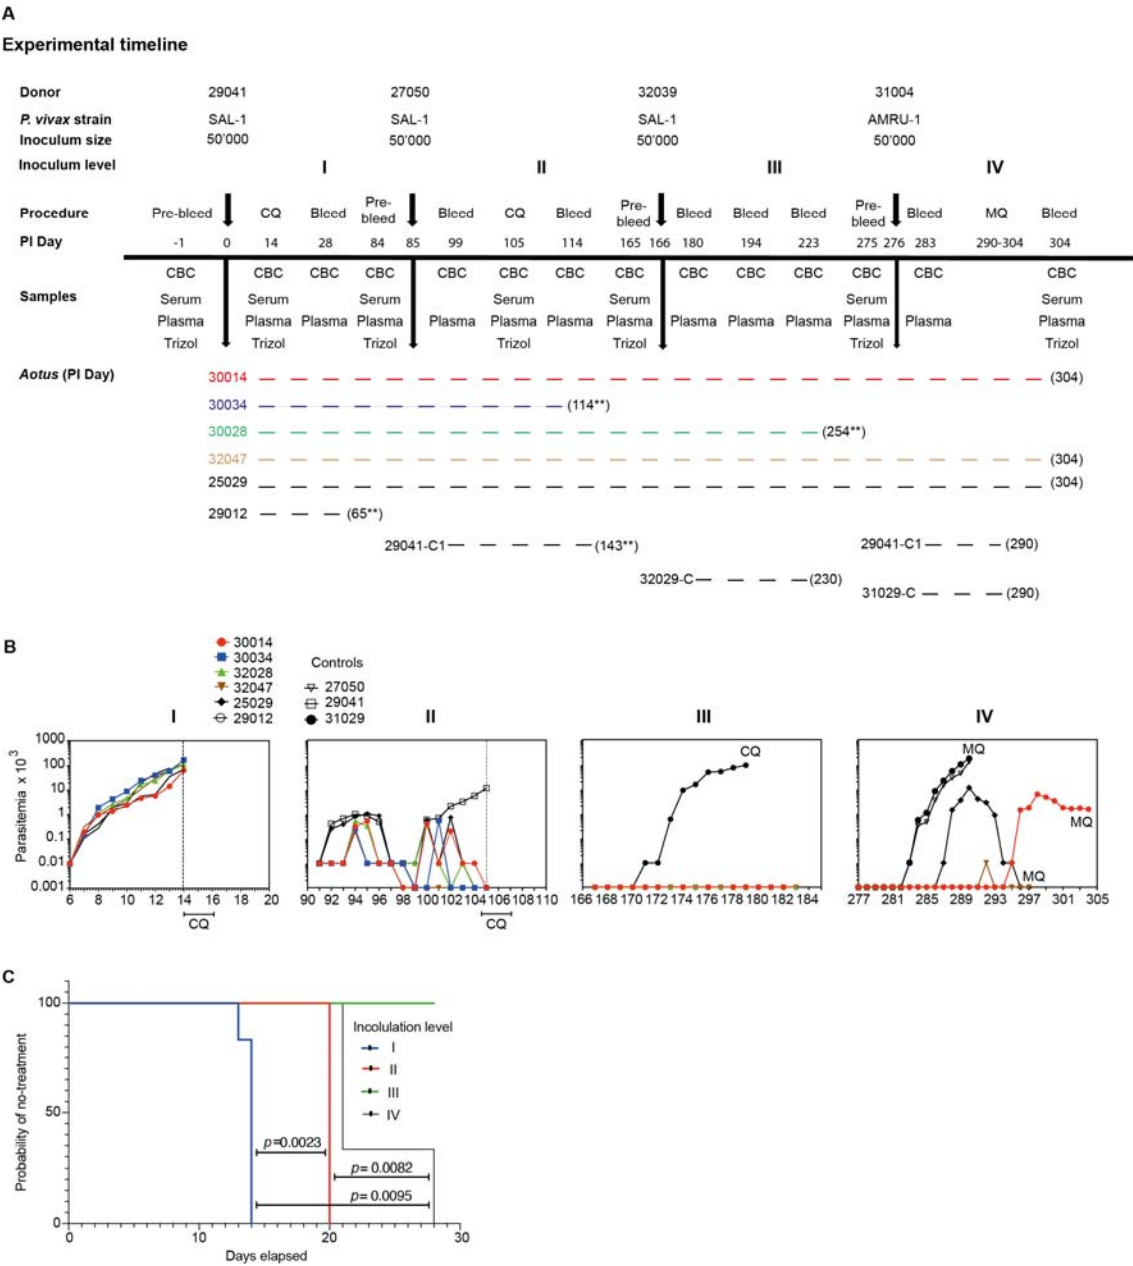 A
Experimental timeline
Donor 29041 27050 32039 31004
P. vivax strain SAL-1 SAL-1 SAL-1 AMRU-1
Inoculum size 50'000 50'000 50'000 50'000
Inoculum level I II III IV
Procedure Pre-bleed CQ Bleed Pre-bleed Bleed CQ Bleed Pre-bleed Bleed Bleed Bleed Pre-bleed Bleed MQ Bleed
PI Day -1 0 14 28 84 85 99 105 114 165 166 180 194 223 275 276 283 290-304 304
CBC CBC CBC CBC CBC CBC CBC CBC CBC CBC CBC CBC CBC CBC
Samples Serum Serum Serum Serum Serum Serum Serum
Plasma Plasma Plasma Plasma Plasma Plasma Plasma Plasma Plasma Plasma Plasma Plasma Plasma Plasma
Trizol Trizol Trizol Trizol Trizol Trizol Trizol
Aotus (PI Day) 30014 (304)
30034 (114**)
30028 (254**)
32047 (304)
25029 (304)
29012 (65**)
29041-C1 (143**) 29041-C1 (290)
32029-C (230)
31029-C (290)
B
30014
30034
32028
32047
25029
29012
Controls
27050
29041
31029
I II III IV
Parasitemia x 10³
1000
100
10
1
0.1
0.01
0.001
6 8 10 12 14 16 18 20
CQ
90 92 94 96 98 100 102 104 106 108 110
CQ
CQ
166 168 170 172 174 176 178 180 182 184
MQ
MQ
MQ
277 281 285 289 293 297 301 305
C
Probability of no-treatment
100
50
0
Incolulation level
I
II
III
IV
p=0.0023
p= 0.0082
p= 0.0095
0 10 20 30
Days elapsed